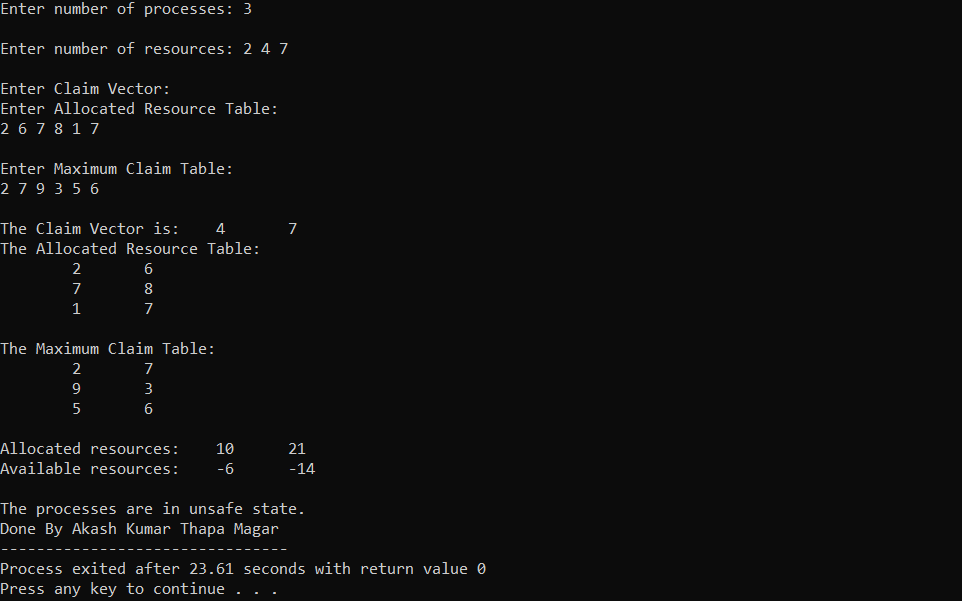 Enter number of processes: 3
Enter number of resources: 2 4 7
Enter Claim Vector:
Enter Allocated Resource Table:
2 6 7 8 1 7
Enter Maximum Claim Table:
2 7 9 3 5 6
The Claim Vector is: 4 7
The Allocated Resource Table:
2 6
7 8
1 7
The Maximum Claim Table:
2 7
9 3
5 6
Allocated resources: 10 21
Available resources: -6 -14
The processes are in unsafe state.
Done By Akash Kumar Thapa Magar
--------------------------------
Process exited after 23.61 seconds with return value 0
Press any key to continue . . .